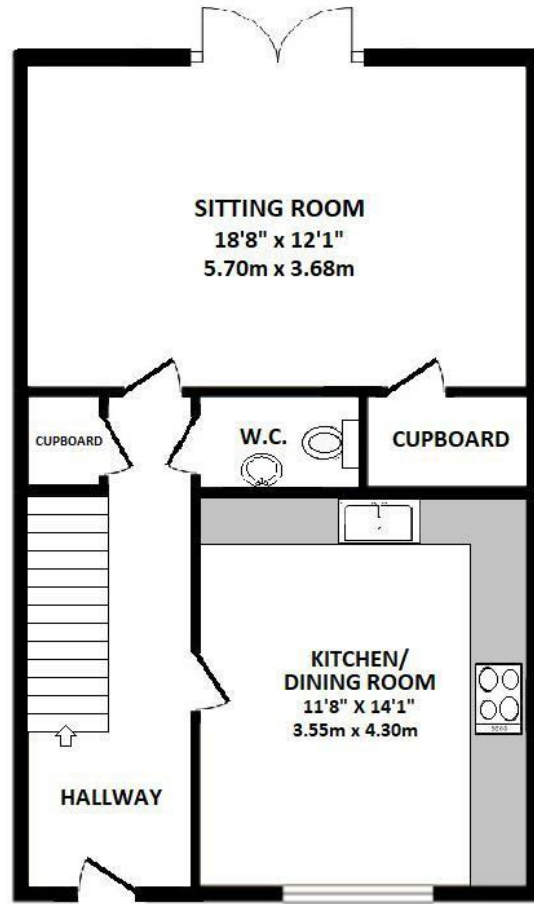 SITTING ROOM
18'8" x 12'1"
5.70m x 3.68m
CUPBOARD
W.C.
CUPBOARD
KITCHEN/
DINING ROOM
11'8" X 14'1"
3.55m x 4.30m
HALLWAY